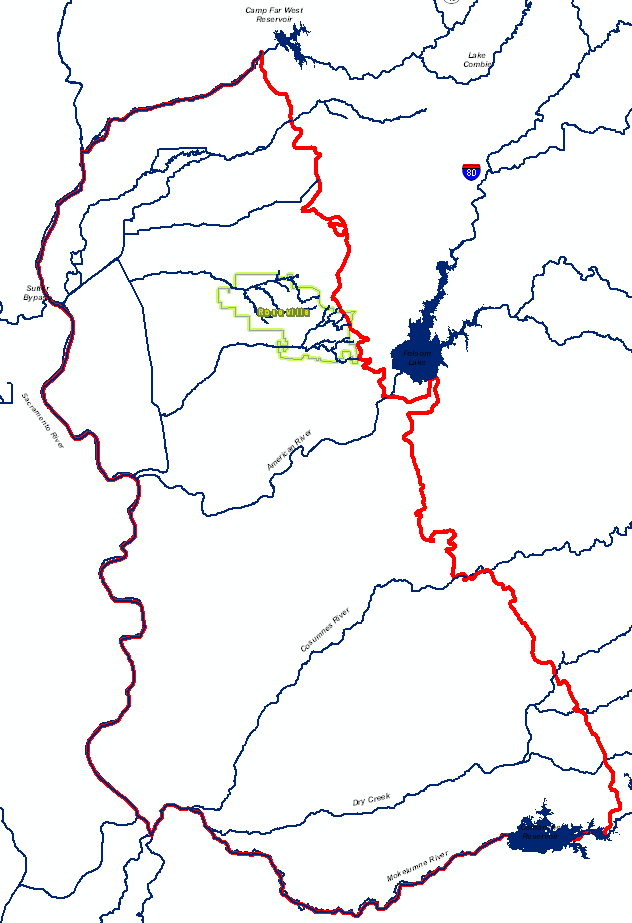 Camp Far West
Reservoir
Lake
Combie
80
Sutter
Bypass
Roseville
Folsom
Lake
Sacramento River
American River
Cosumnes River
Dry Creek
Mokelumne River
Reservoir